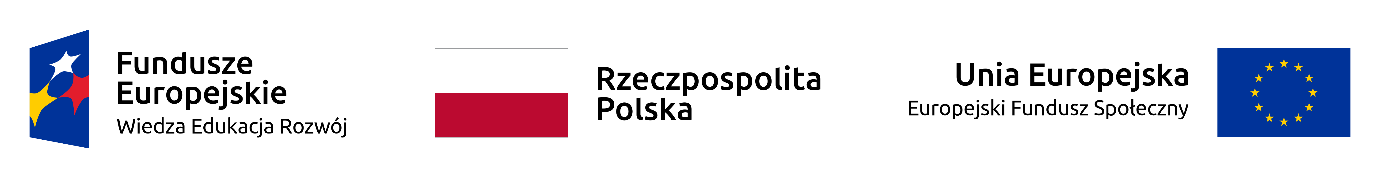 Fundusze
Europejskie
Wiedza Edukacja Rozwój
Rzeczpospolita
Polska
Unia Europejska
Europejski Fundusz Społeczny